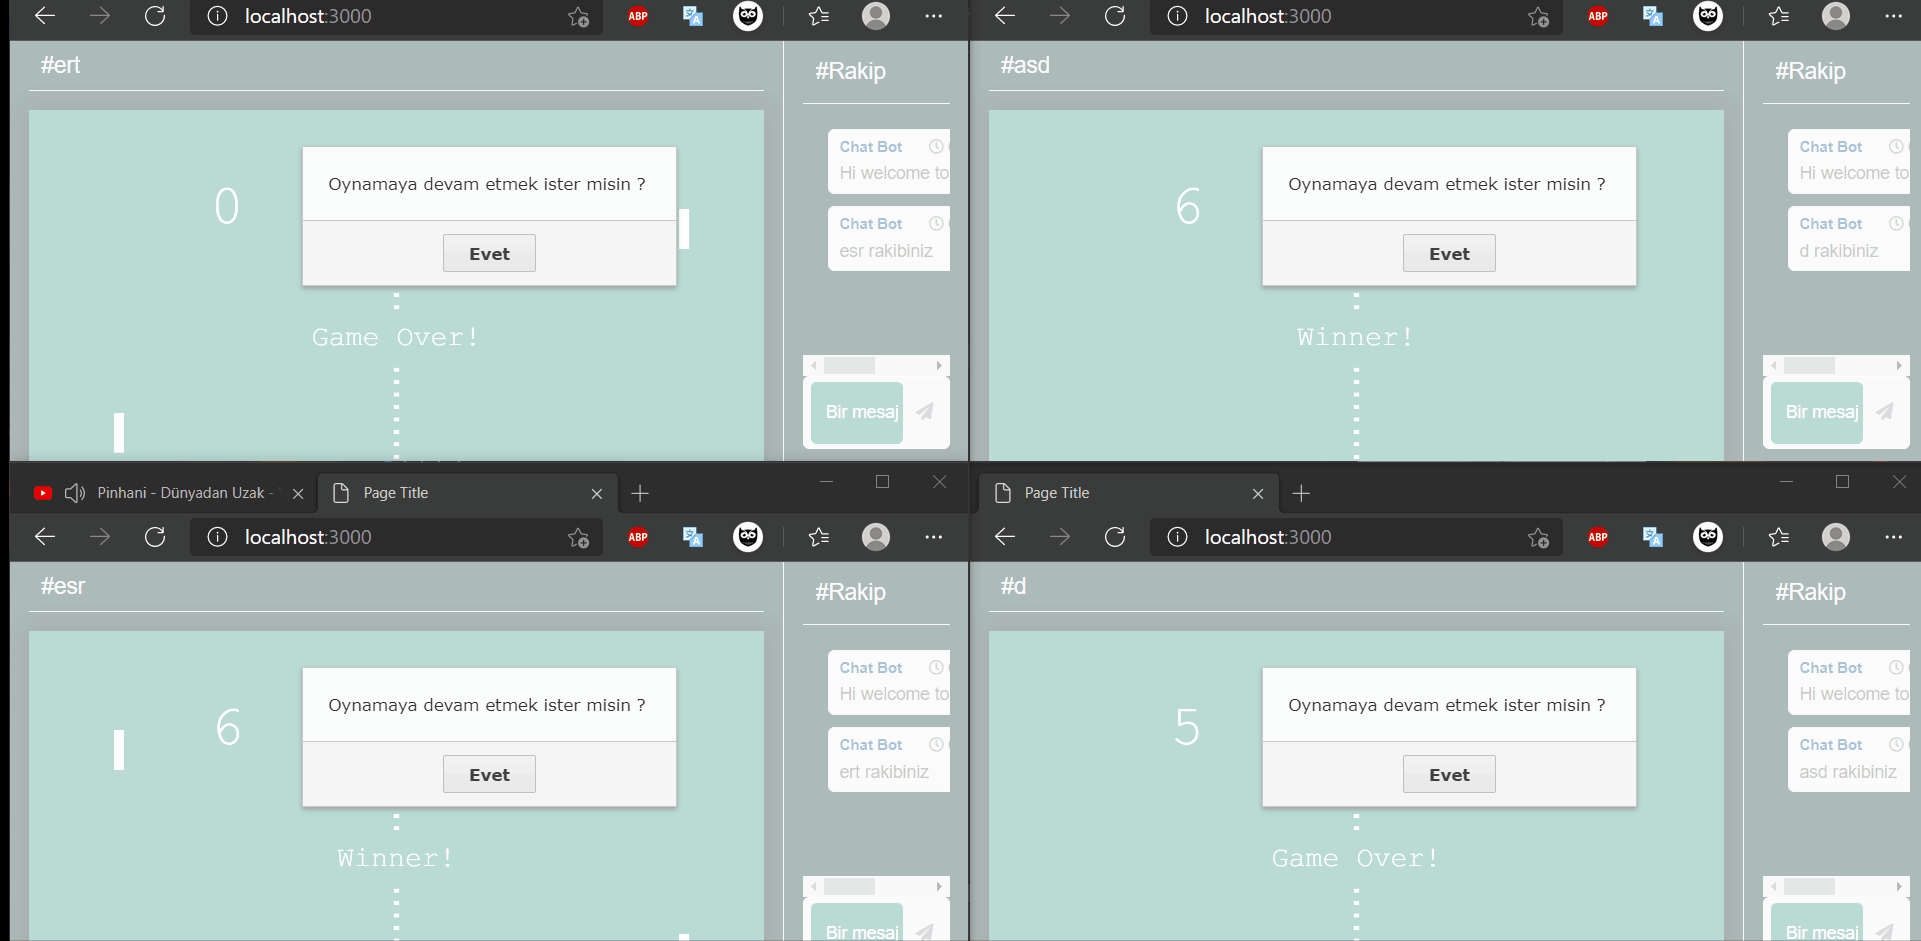 localhost:3000
ABP
#ert
#Rakip
0
Oynamaya devam etmek ister misin ?
Evet
Game Over!
Chat Bot
Hi welcome to
Chat Bot
esr rakibiniz
Bir mesaj
localhost:3000
ABP
#asd
#Rakip
6
Oynamaya devam etmek ister misin ?
Evet
Winner!
Chat Bot
Hi welcome to
Chat Bot
d rakibiniz
Bir mesaj
Pinhani - Dünyadan Uzak -
Page Title
localhost:3000
ABP
#esr
#Rakip
6
Oynamaya devam etmek ister misin ?
Evet
Winner!
Chat Bot
Hi welcome to
Chat Bot
ert rakibiniz
Bir mesaj
Page Title
localhost:3000
ABP
#d
#Rakip
5
Oynamaya devam etmek ister misin ?
Evet
Game Over!
Chat Bot
Hi welcome to
Chat Bot
asd rakibiniz
Bir mesaj